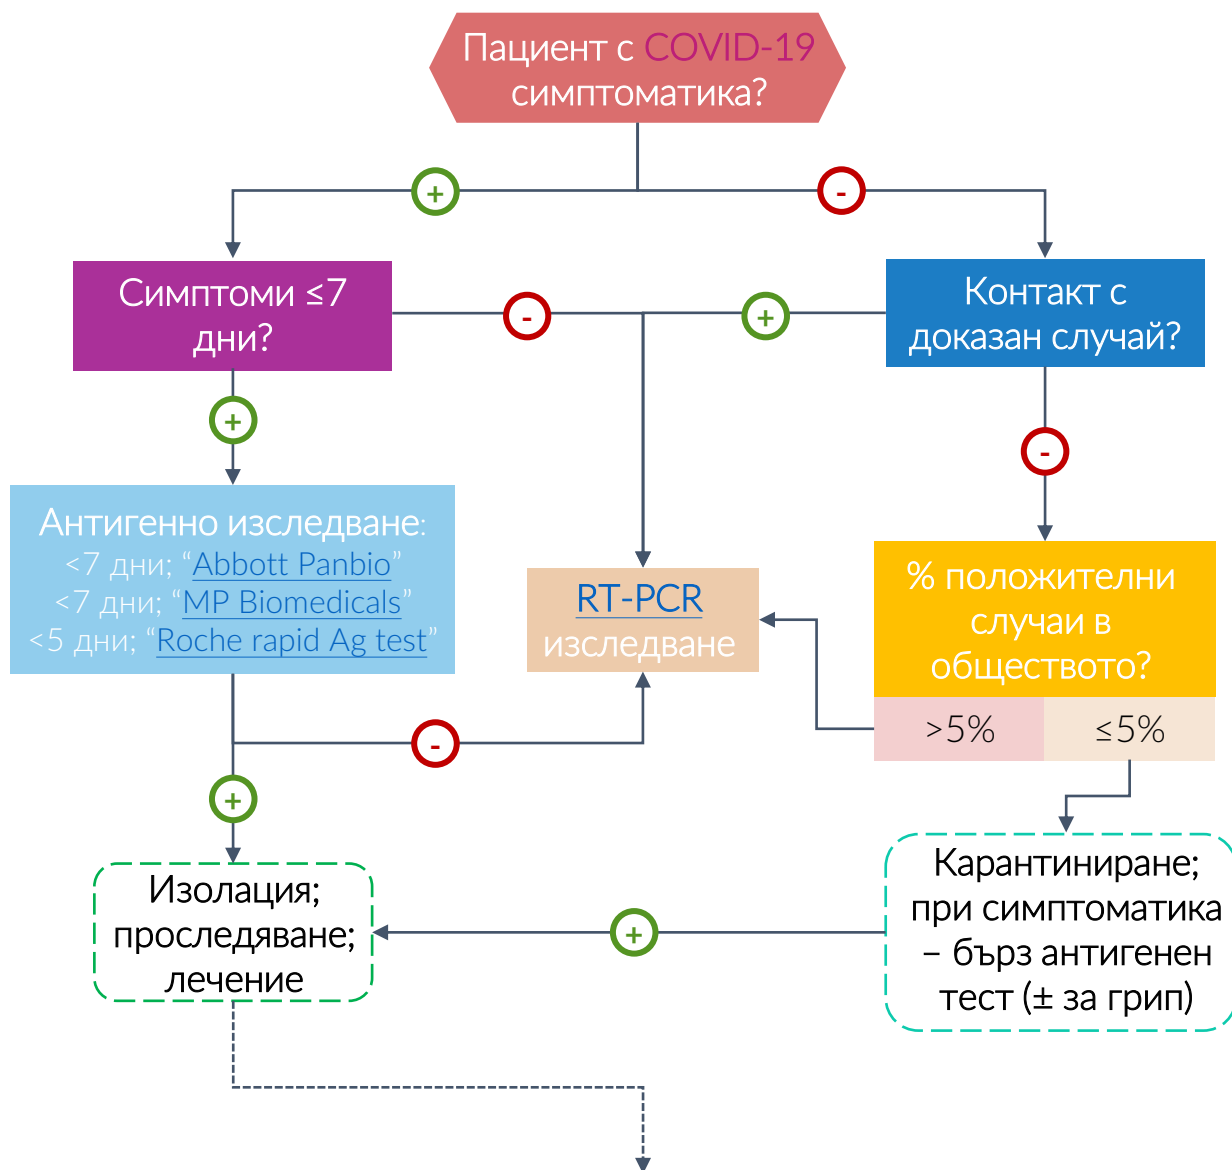 Пациент с COVID-19
симптоматика?
+
-
Симптоми ≤7
дни?
-
+
Контакт с
доказан случай?
+
-
Антигенно изследване:
<7 дни; “Abbott Panbio”
<7 дни; “MP Biomedicals”
<5 дни; “Roche rapid Ag test”
RT-PCR
изследване
% положителни
случаи в
обществото?
>5%
≤5%
-
+
Изолация;
проследяване;
лечение
+
Карантиниране;
при симптоматика
– бърз антигенен
тест (± за грип)